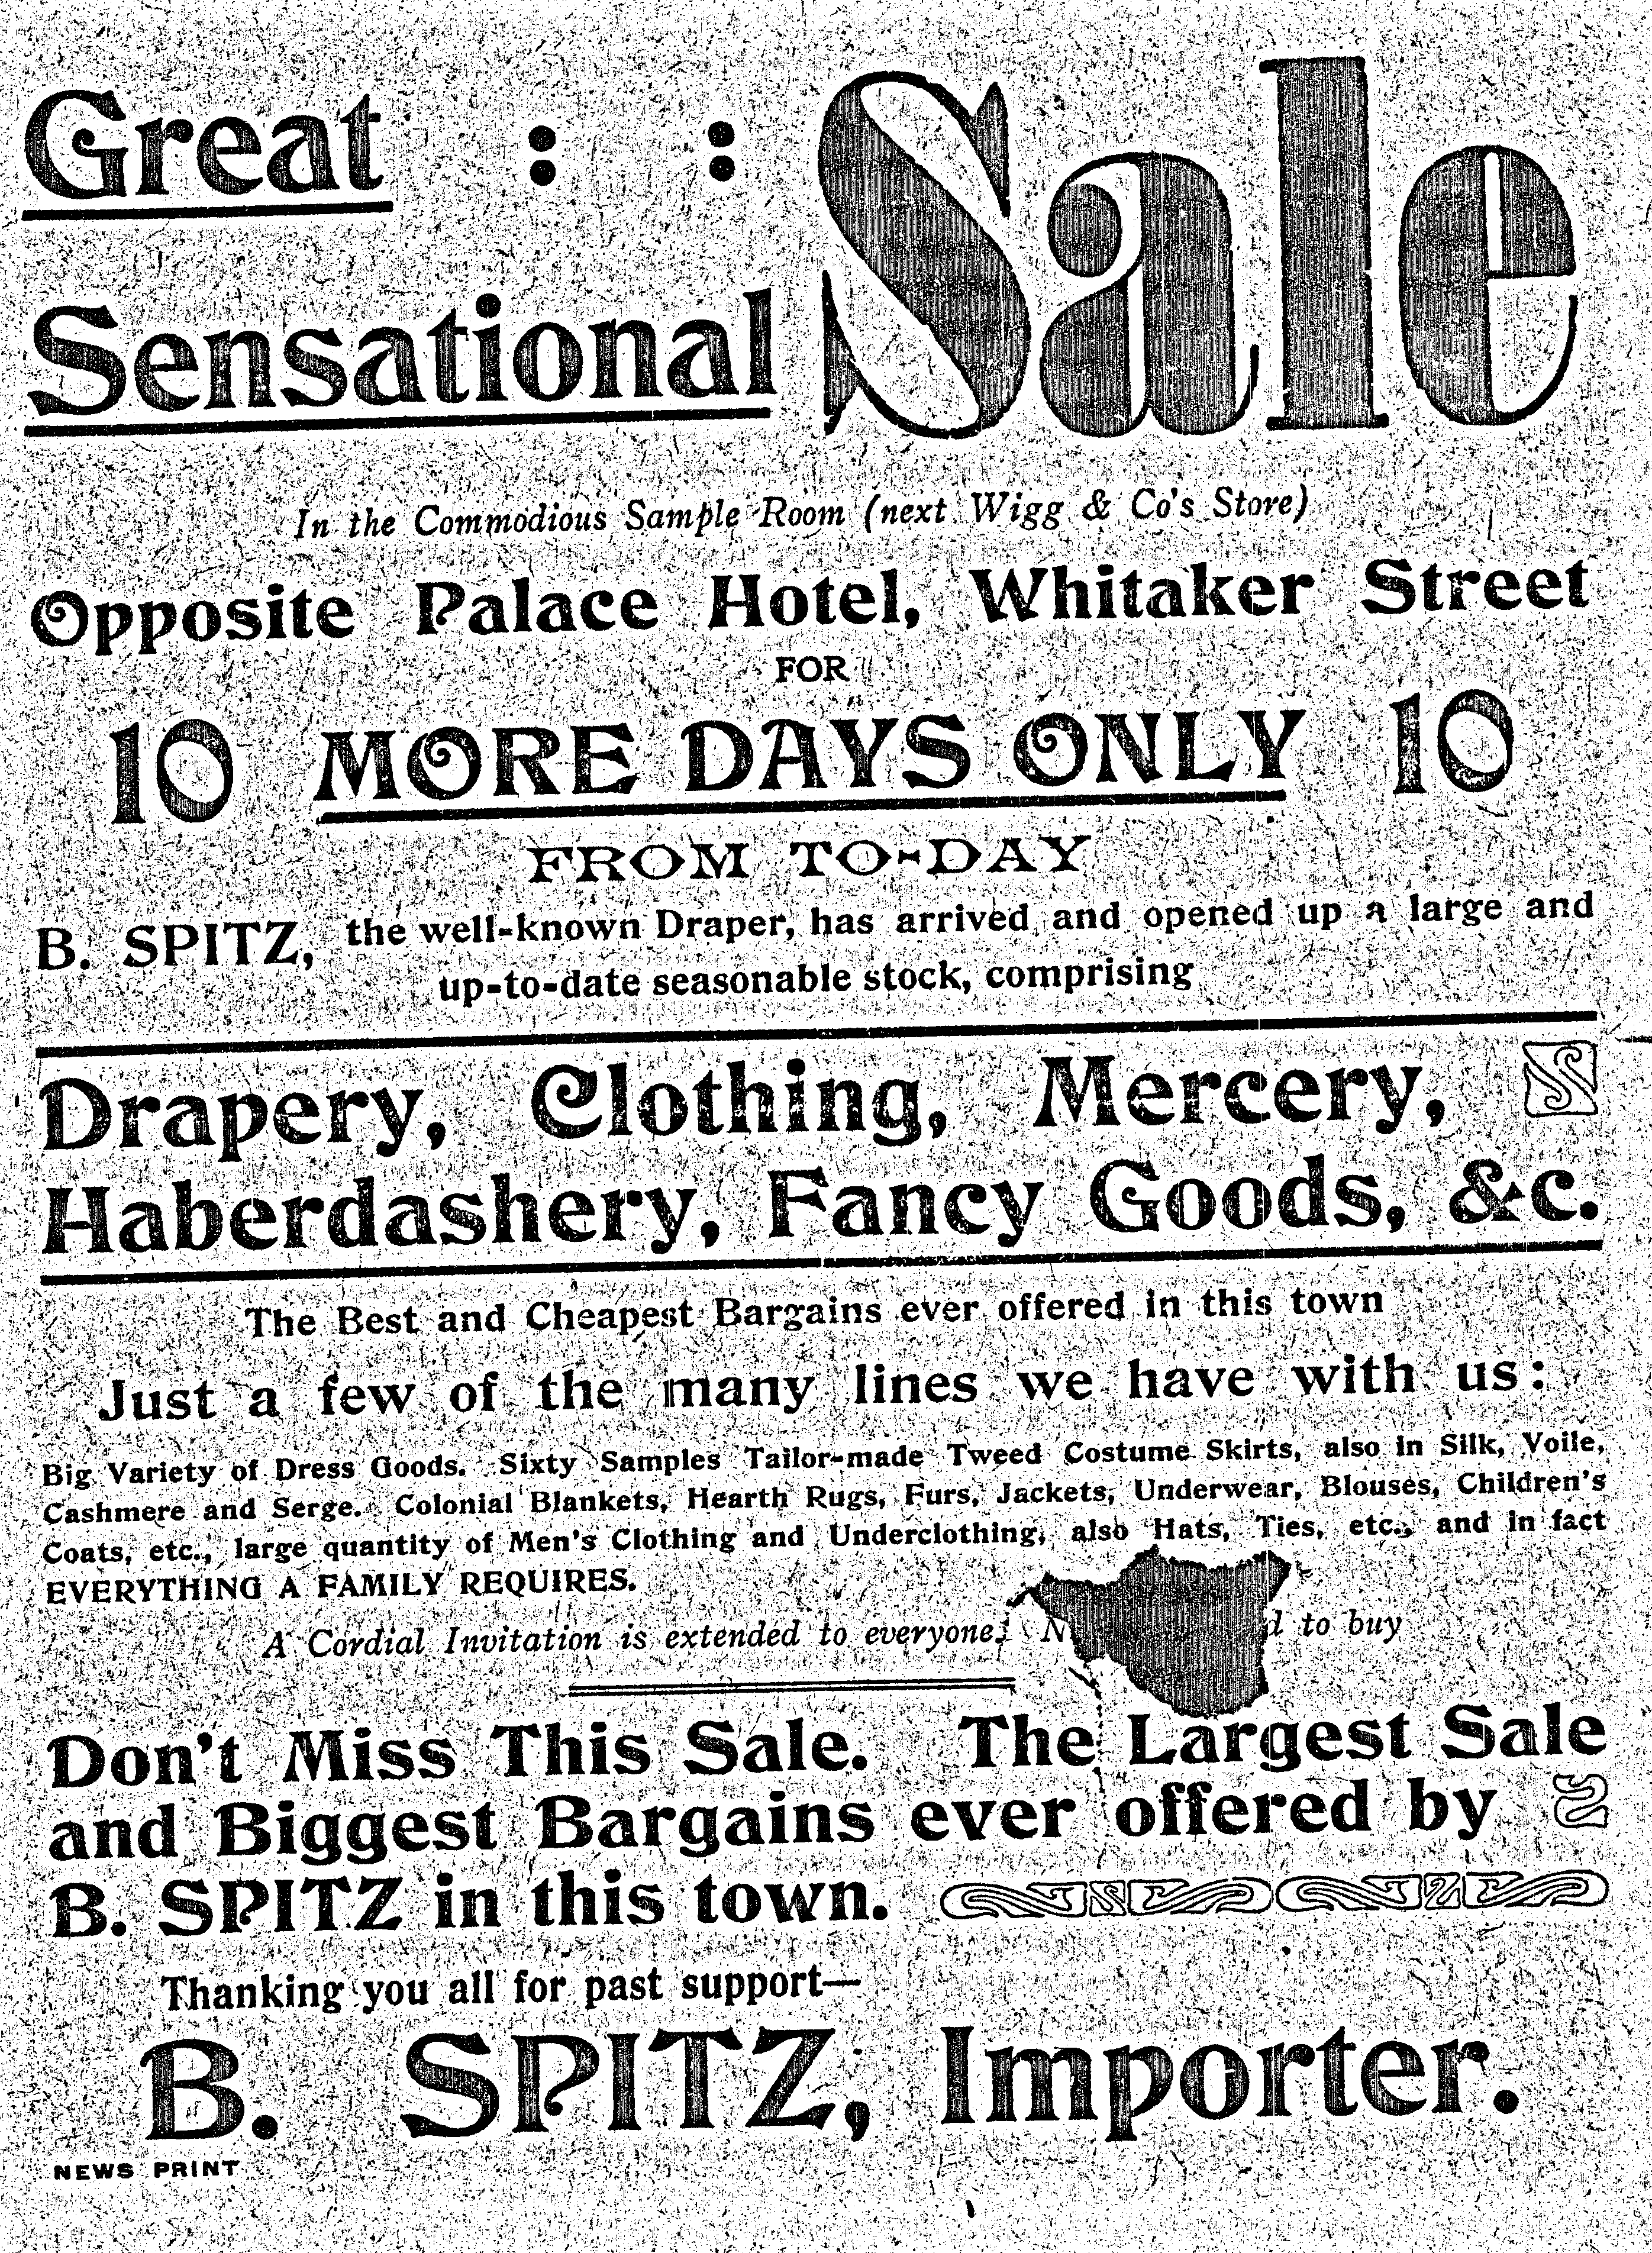 Great : : Sale
Sensational
In the Commodious Sample Room (next Wigg & Co's Store)
Opposite Palace Hotel, Whitaker Street
FOR
10 MORE DAYS ONLY 10
FROM TO-DAY
B. SPITZ, the well-known Draper, has arrived and opened up a large and
up-to-date seasonable stock, comprising
Drapery, Clothing, Mercery,
Haberdashery, Fancy Goods, &c.
The Best and Cheapest Bargains ever offered in this town
Just a few of the many lines we have with us:
Big Variety of Dress Goods. Sixty Samples Tailor-made Tweed Costume Skirts, also in Silk, Voile,
Cashmere and Serge. Colonial Blankets, Hearth Rugs, Furs, Jackets, Underwear, Blouses, Children's
Coats, etc., large quantity of Men's Clothing and Underclothing, also Hats, Ties, etc., and in fact
EVERYTHING A FAMILY REQUIRES.
A Cordial Invitation is extended to everyone. to buy
Don't Miss This Sale. The Largest Sale
and Biggest Bargains ever offered by
B. SPITZ in this town.
Thanking you all for past support—
B. SPITZ, Importer.
NEWS PRINT